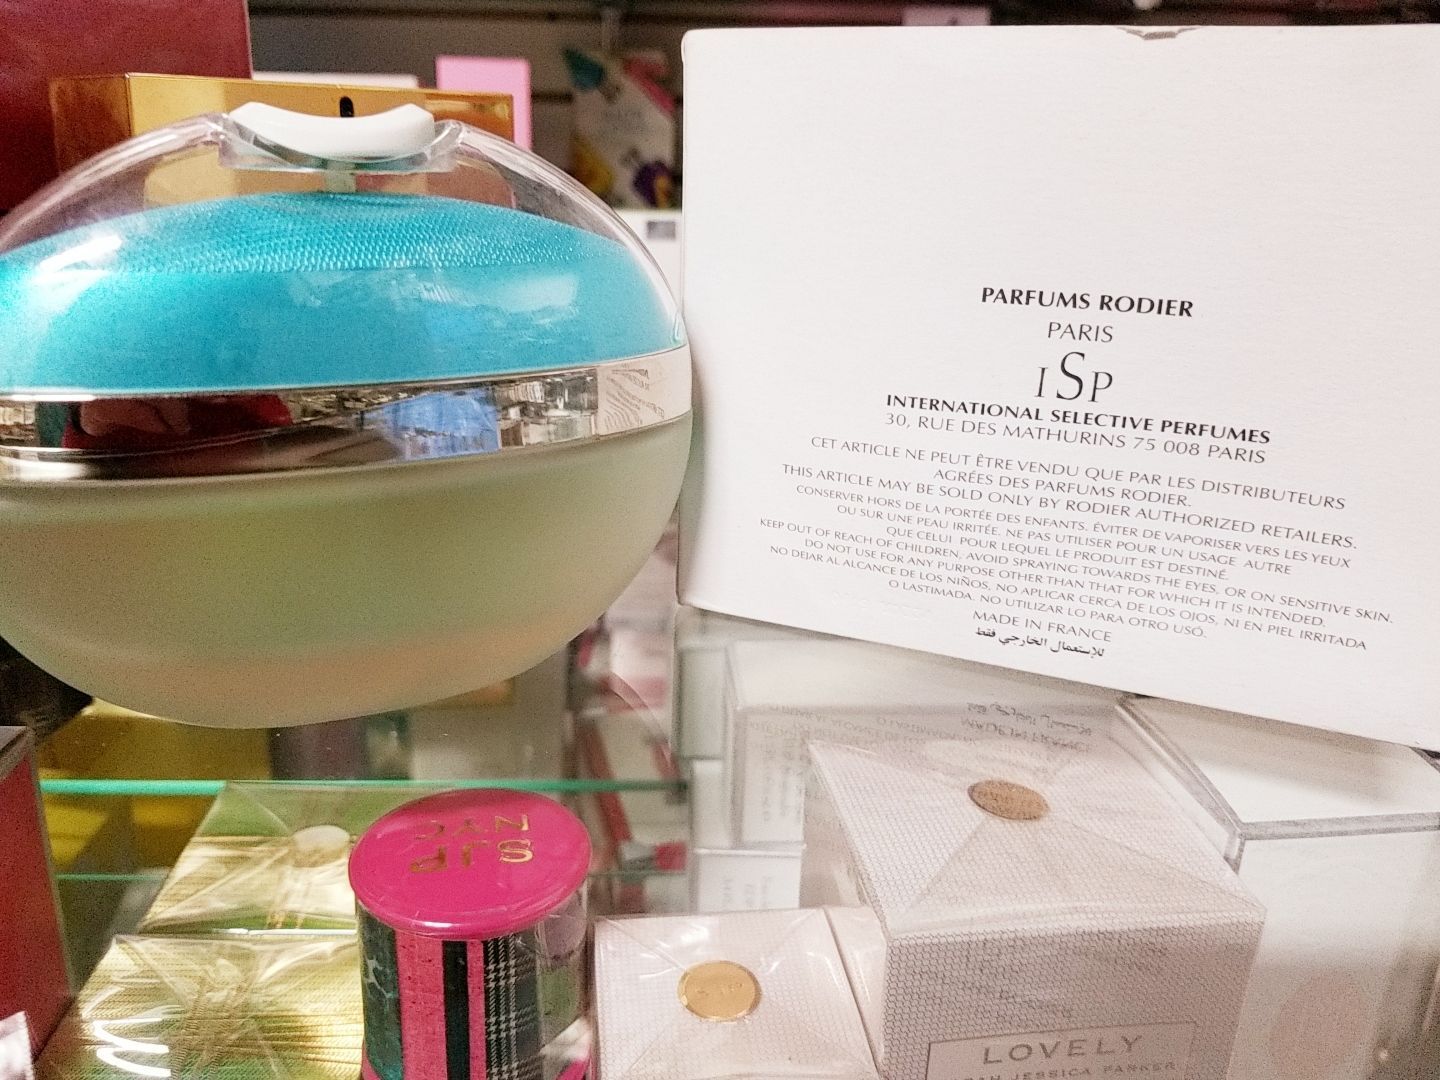 PARFUMS RODIER
PARIS
ISP
INTERNATIONAL SELECTIVE PERFUMES
30, RUE DES MATHURINS 75 008 PARIS
CET ARTICLE NE PEUT ÊTRE VENDU QUE PAR LES DISTRIBUTEURS
AGRÉES DES PARFUMS RODIER.
THIS ARTICLE MAY BE SOLD ONLY BY RODIER AUTHORIZED RETAILERS.
CONSERVER HORS DE LA PORTÉE DES ENFANTS. ÉVITER DE VAPORISER VERS LES YEUX
OU SUR UNE PEAU IRRITÉE. NE PAS UTILISER POUR UN USAGE AUTRE
QUE CELUI POUR LEQUEL LE PRODUIT EST DESTINÉ.
KEEP OUT OF REACH OF CHILDREN, AVOID SPRAYING TOWARDS THE EYES, OR ON SENSITIVE SKIN.
DO NOT USE FOR ANY PURPOSE OTHER THAN THAT FOR WHICH IT IS INTENDED.
NO DEJAR AL ALCANCE DE LOS NIÑOS, NO APLICAR CERCA DE LOS OJOS, NI EN PIEL IRRITADA
O LASTIMADA. NO UTILIZAR LO PARA OTRO USÓ.
MADE IN FRANCE
للإستعمال الخارجي فقط
LOVELY
JESSICA PARKER